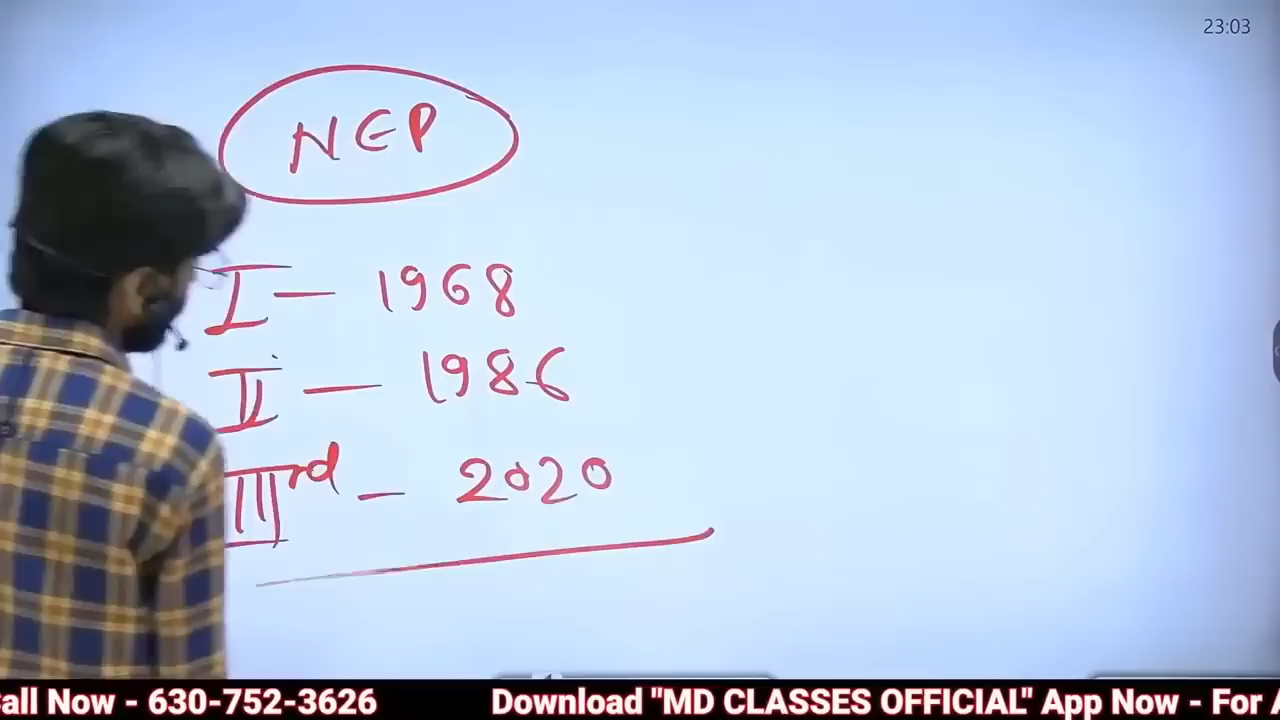 23:03
NEP
I - 1968
II - 1986
IIIrd - 2020
Call Now - 630-752-3626 Download "MD CLASSES OFFICIAL" App Now - For A